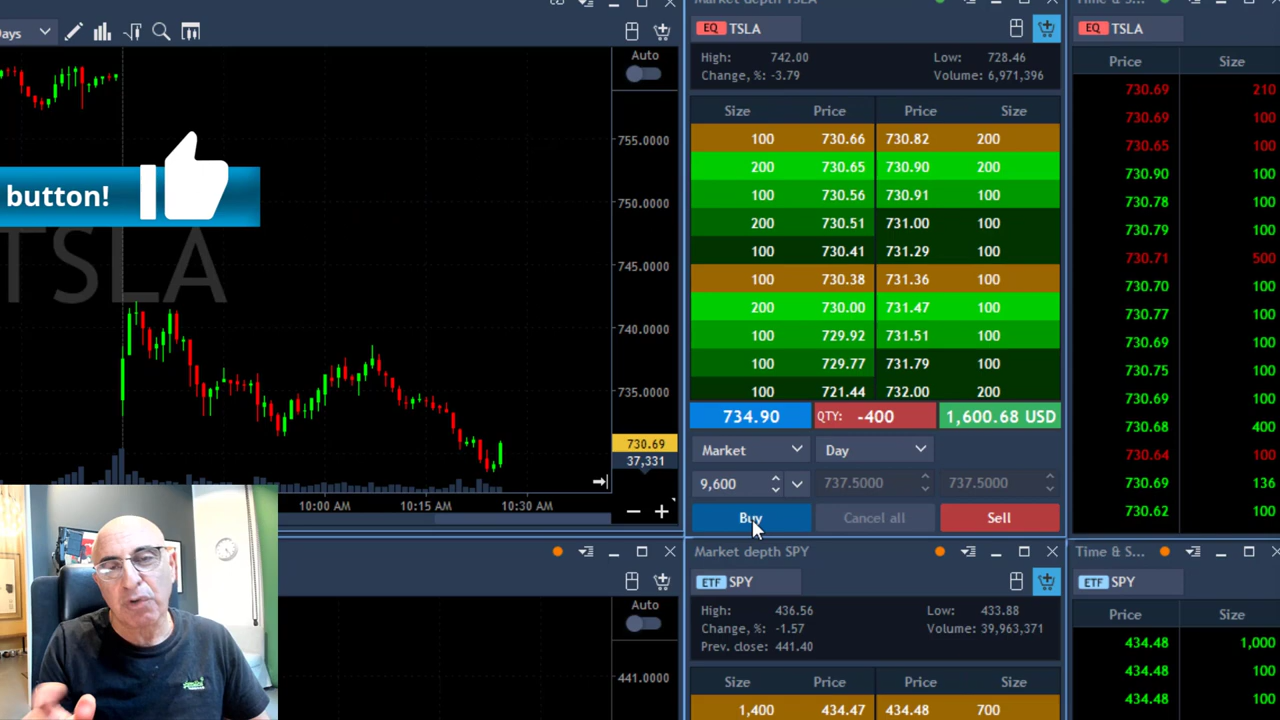 ays
Auto
755.0000
750.0000
745.0000
740.0000
735.0000
730.69
37,331
10:00 AM 10:15 AM 10:30 AM
button!
TSLA
Market depth TSLA
EQ TSLA
High: 742.00 Low: 728.46
Change, %: -3.79 Volume: 6,971,396
Size Price Price Size
100 730.66 730.82 200
200 730.65 730.90 200
100 730.56 730.91 100
200 730.51 731.00 100
100 730.41 731.29 100
100 730.38 731.36 100
200 730.00 731.47 100
100 729.92 731.51 100
100 729.77 731.79 100
100 721.44 732.00 200
734.90 QTY: -400 1,600.68 USD
Market Day
9,600 737.5000 737.5000
Buy Cancel all Sell
Time & S...
EQ TSLA
Price Size
730.69 210
730.69 100
730.65 100
730.90 100
730.78 100
730.79 100
730.71 500
730.70 100
730.77 100
730.69 100
730.75 100
730.69 100
730.68 400
730.64 100
730.69 136
730.62 100
Auto
441.0000
Market depth SPY
ETF SPY
High: 436.56 Low: 433.88
Change, %: -1.57 Volume: 39,963,371
Prev. close: 441.40
Size Price Price Size
1,400 434.47 434.48 700
Time & S...
ETF SPY
Price Size
434.48 1,000
434.48 100
434.48 100